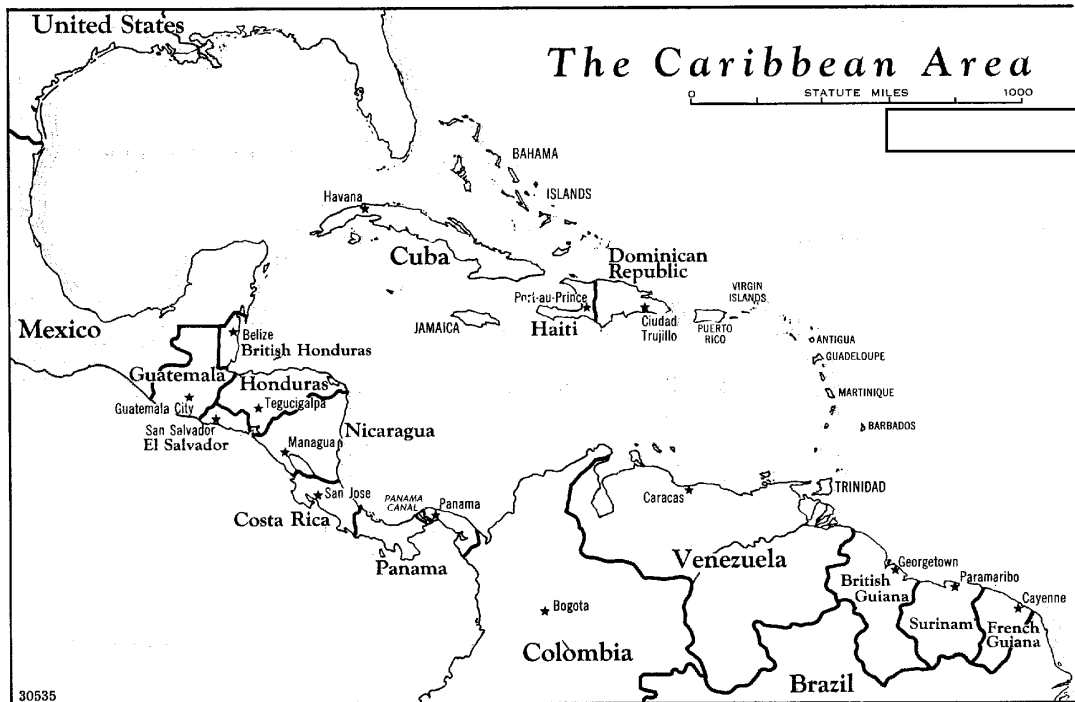 United States
The Caribbean Area
STATUTE MILES
0
1000
BAHAMA
ISLANDS
Havana
Cuba
Dominican
Republic
Port-au-Prince
Haiti
Ciudad
Trujillo
JAMAICA
VIRGIN
ISLANDS
PUERTO
RICO
ANTIGUA
GUADELOUPE
MARTINIQUE
BARBADOS
Mexico
Belize
British Honduras
Guatemala
Guatemala City
Honduras
Tegucigalpa
San Salvador
El Salvador
Nicaragua
Managua
San Jose
Costa Rica
PANAMA
CANAL
Panama
Panama
Caracas
TRINIDAD
Venezuela
Georgetown
British
Guiana
Paramaribo
Surinam
Cayenne
French
Guiana
Bogota
Colombia
Brazil
30535